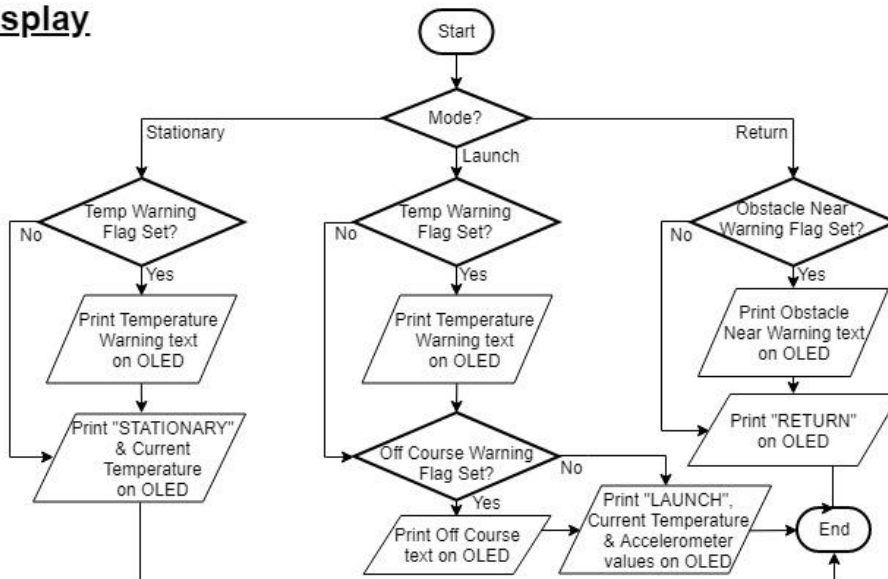 splay
Start
Mode?
Stationary
Launch
Return
Temp Warning
Flag Set?
No
Yes
Print Temperature
Warning text
on OLED
Print "STATIONARY"
& Current
Temperature
on OLED
Temp Warning
Flag Set?
No
Yes
Print Temperature
Warning text
on OLED
Off Course Warning
Flag Set?
No
Yes
Print Off Course
text on OLED
Print "LAUNCH",
Current Temperature
& Accelerometer
values on OLED
Obstacle Near
Warning Flag Set?
No
Yes
Print Obstacle
Near Warning text
on OLED
Print "RETURN"
on OLED
End